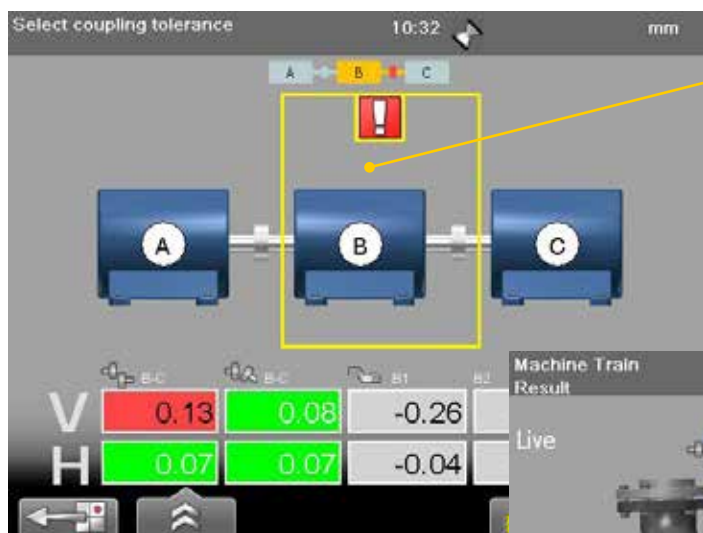 Select coupling tolerance 10:32 mm
A B C
A B C
B-C B-C B1 B2
V 0.13 0.08 -0.26
H 0.07 0.07 -0.04
Machine Train
Result
Live